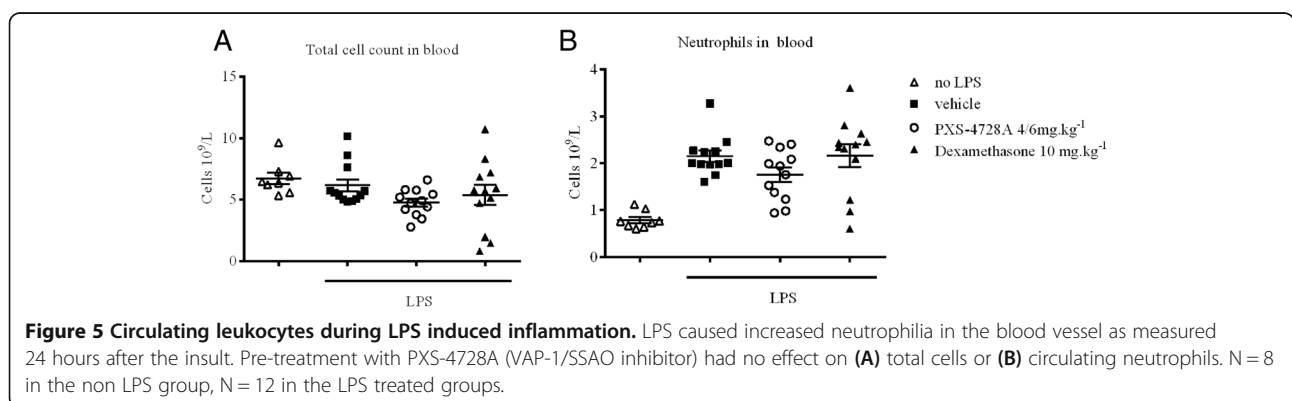 A
Total cell count in blood
15
10
5
0
Cells 10⁹/L
LPS
B
Neutrophils in blood
4
3
2
1
0
Cells 10⁹/L
LPS
no LPS
vehicle
PXS-4728A 4/6mg.kg⁻¹
Dexamethasone 10 mg.kg⁻¹
Figure 5 Circulating leukocytes during LPS induced inflammation. LPS caused increased neutrophilia in the blood vessel as measured
24 hours after the insult. Pre-treatment with PXS-4728A (VAP-1/SSAO inhibitor) had no effect on (A) total cells or (B) circulating neutrophils. N = 8
in the non LPS group, N = 12 in the LPS treated groups.